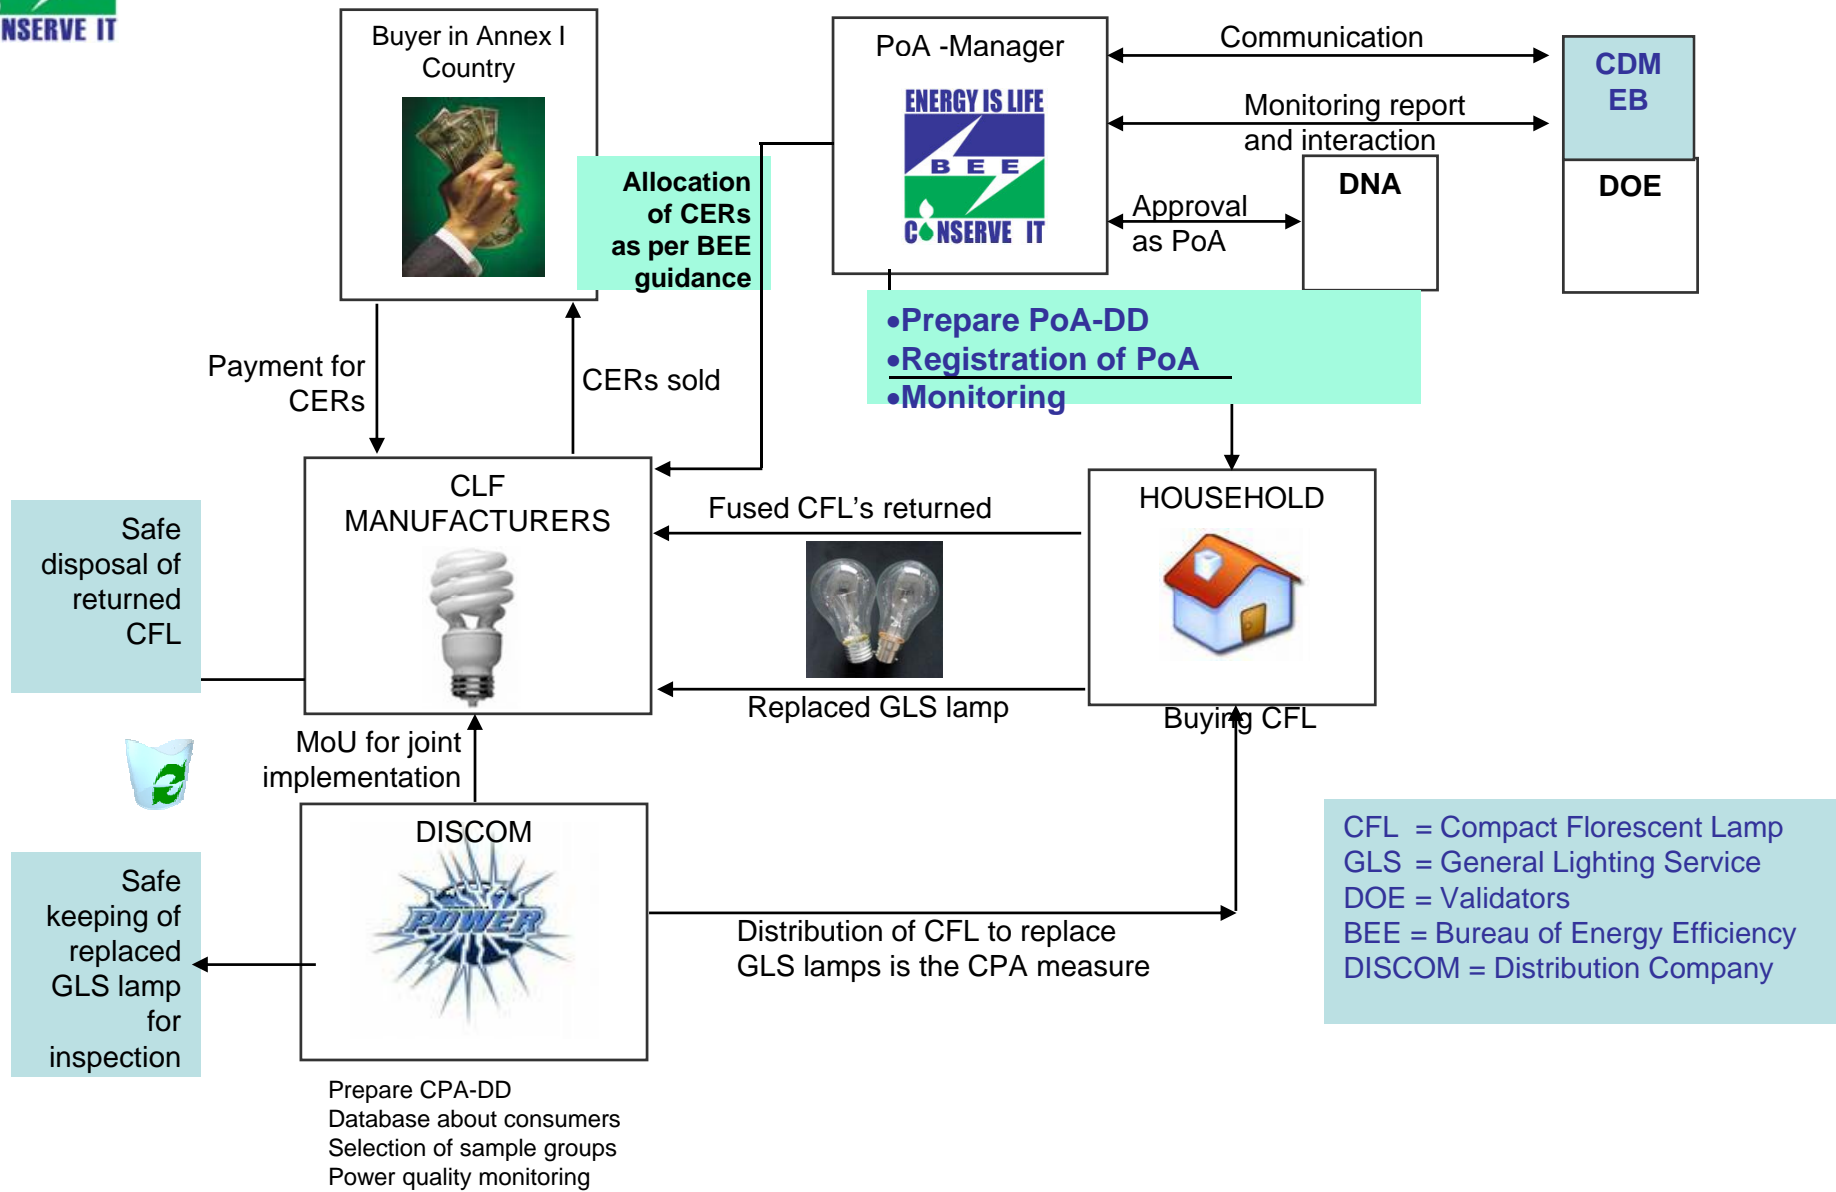 NSERVE IT
Buyer in Annex I
Country
PoA -Manager
ENERGY IS LIFE
BEE
CONSERVE IT
Communication
CDM
EB
Monitoring report
and interaction
DNA
DOE
Approval
as PoA
Allocation
of CERs
as per BEE
guidance
•Prepare PoA-DD
•Registration of PoA
•Monitoring
Payment for
CERs
CERs sold
CLF
MANUFACTURERS
Fused CFL's returned
HOUSEHOLD
Safe
disposal of
returned
CFL
Replaced GLS lamp
Buying CFL
MoU for joint
implementation
DISCOM
POWER
Safe
keeping of
replaced
GLS lamp
for
inspection
Distribution of CFL to replace
GLS lamps is the CPA measure
CFL = Compact Florescent Lamp
GLS = General Lighting Service
DOE = Validators
BEE = Bureau of Energy Efficiency
DISCOM = Distribution Company
Prepare CPA-DD
Database about consumers
Selection of sample groups
Power quality monitoring